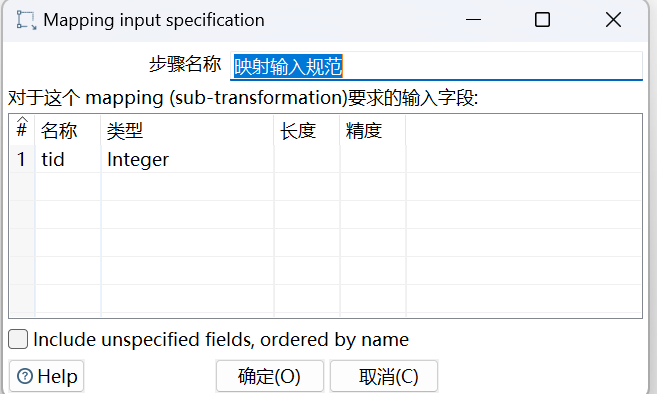 Mapping input specification
步骤名称 映射输入规范
对于这个 mapping (sub-transformation)要求的输入字段:
# 名称 类型 长度 精度
1 tid Integer
Include unspecified fields, ordered by name
Help 确定(O) 取消(C)